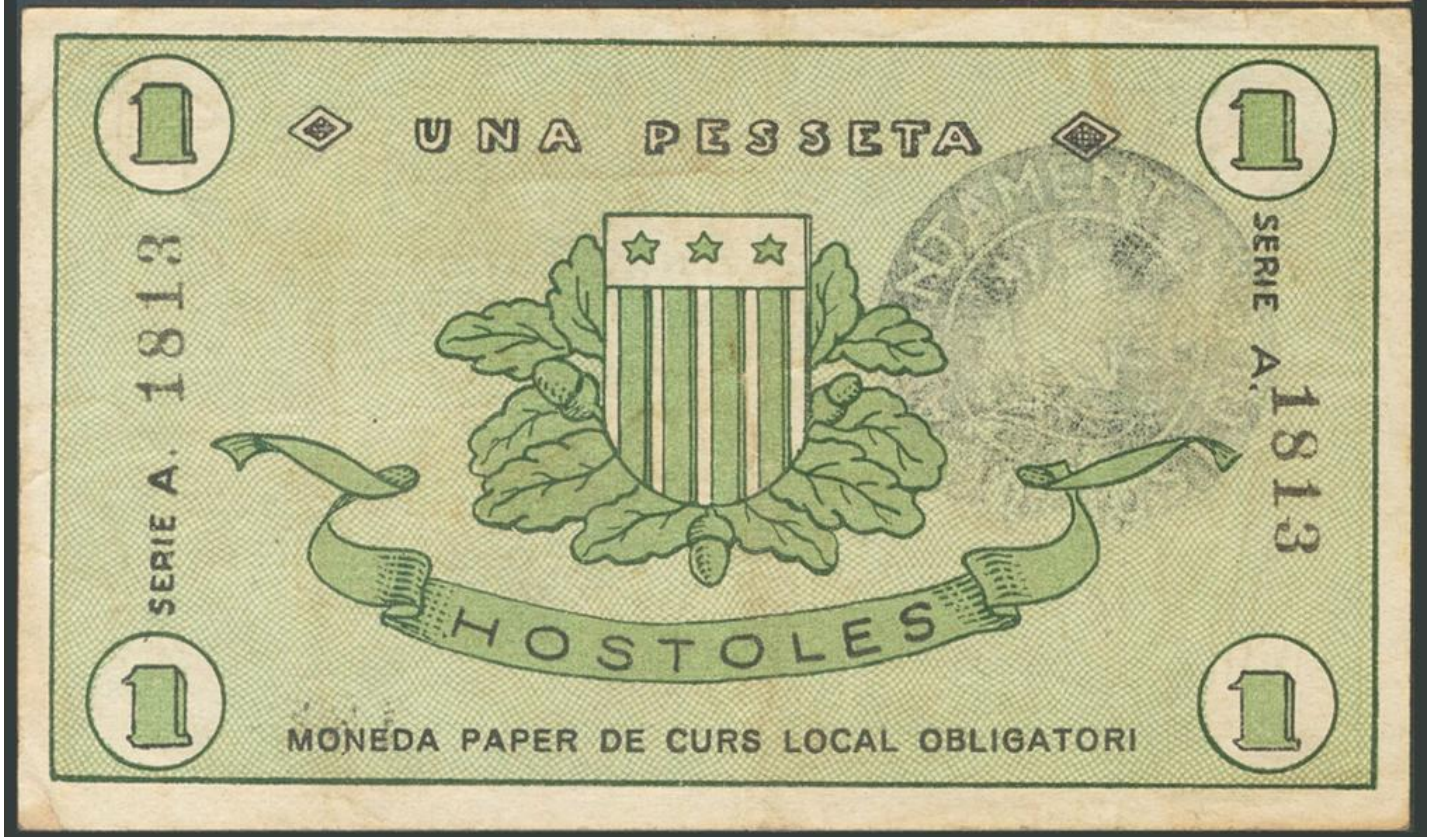 1
UNA PESSETA
1
SERIE A. 1813
SERIE A. 1813
HOSTOLES
1
MONEDA PAPER DE CURS LOCAL OBLIGATORI
1